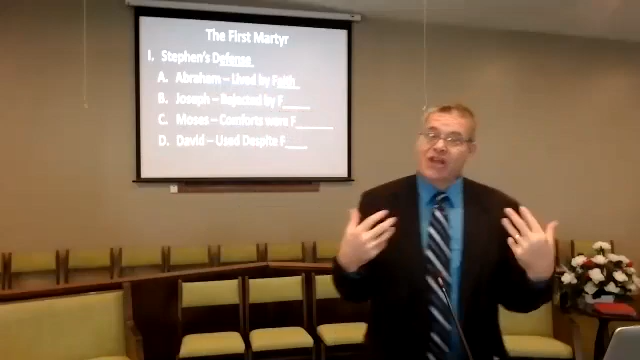 The First Martyr
I. Stephen's Defense
A. Abraham – Lived by Faith
B. Joseph – Rejected by F_____
C. Moses – Comforts were F________
D. David – Used Despite F____